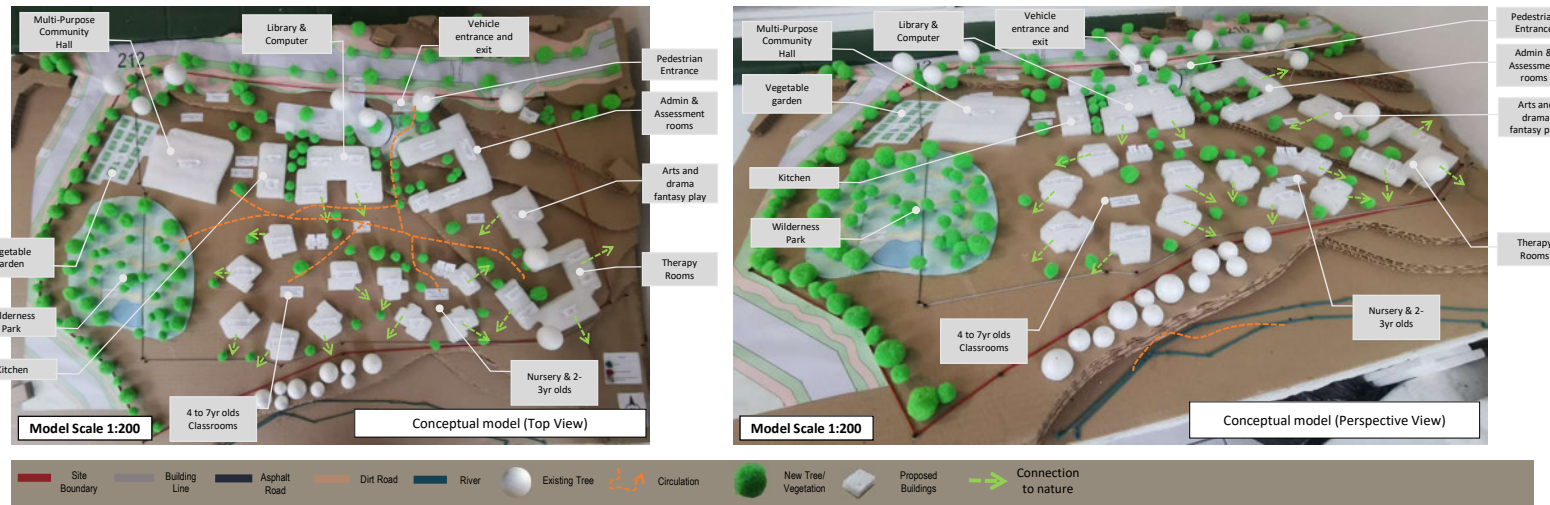 Multi-Purpose
Community
Hall
Library &
Computer
Vehicle
entrance and
exit
Pedestrian
Entrance
Admin &
Assessment
rooms
Arts and
drama
fantasy play
Therapy
Rooms
Nursery & 2-
3yr olds
4 to 7yr olds
Classrooms
egetable
arden
lderness
Park
itchen
212
Model Scale 1:200
Conceptual model (Top View)
Multi-Purpose
Community
Hall
Library &
Computer
Vehicle
entrance and
exit
Pedestria
Entrance
Admin &
Assessme
rooms
Arts and
drama
fantasy p
Therapy
Rooms
Vegetable
garden
Kitchen
Wilderness
Park
4 to 7yr olds
Classrooms
Nursery & 2-
3yr olds
Model Scale 1:200
Conceptual model (Perspective View)
Site
Boundary
Building
Line
Asphalt
Road
Dirt Road
River
Existing Tree
Circulation
New Tree/
Vegetation
Proposed
Buildings
Connection
to nature